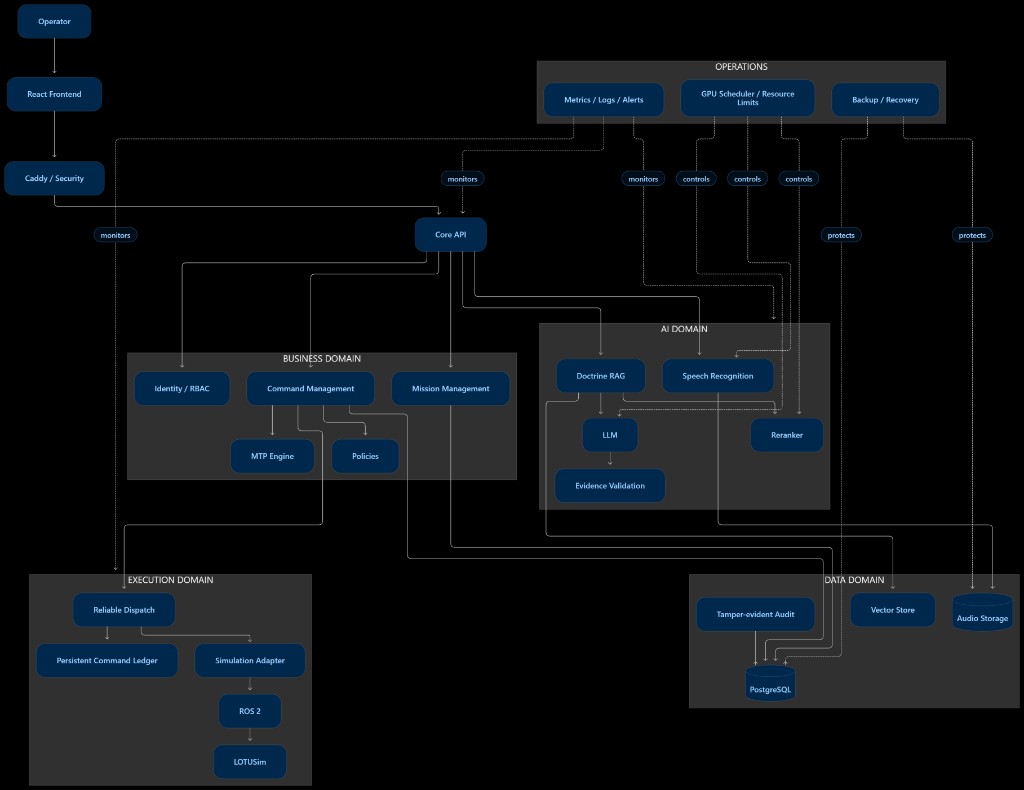 Operator
React Frontend
Caddy / Security
OPERATIONS
Metrics / Logs / Alerts
GPU Scheduler / Resource
Limits
Backup / Recovery
monitors
monitors
controls
controls
controls
monitors
protects
protects
Core API
BUSINESS DOMAIN
Identity / RBAC
Command Management
Mission Management
MTP Engine
Policies
AI DOMAIN
Doctrine RAG
Speech Recognition
LLM
Reranker
Evidence Validation
EXECUTION DOMAIN
Reliable Dispatch
Persistent Command Ledger
Simulation Adapter
ROS 2
LOTUSim
DATA DOMAIN
Tamper-evident Audit
Vector Store
Audio Storage
PostgreSQL